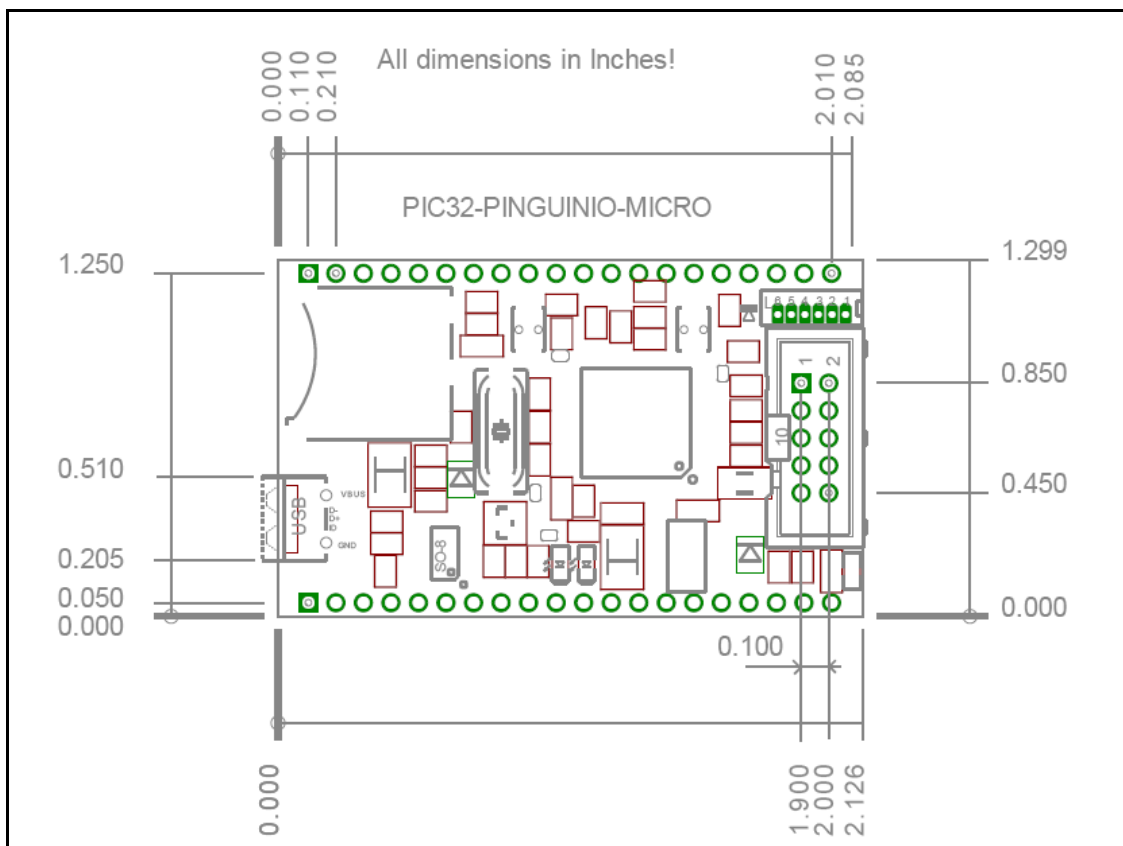 All dimensions in Inches!
0.000
0.110
0.210
2.010
2.085
PIC32-PINGUINIO-MICRO
1.250
1.299
L 6 5 4 3 2 1
1 2
0.850
10
0.510
0.450
USB
VBUS
D-
D+
ID
GND
SO-8
0.205
0.050
0.000
0.000
0.100
0.000
1.900
2.000
2.126